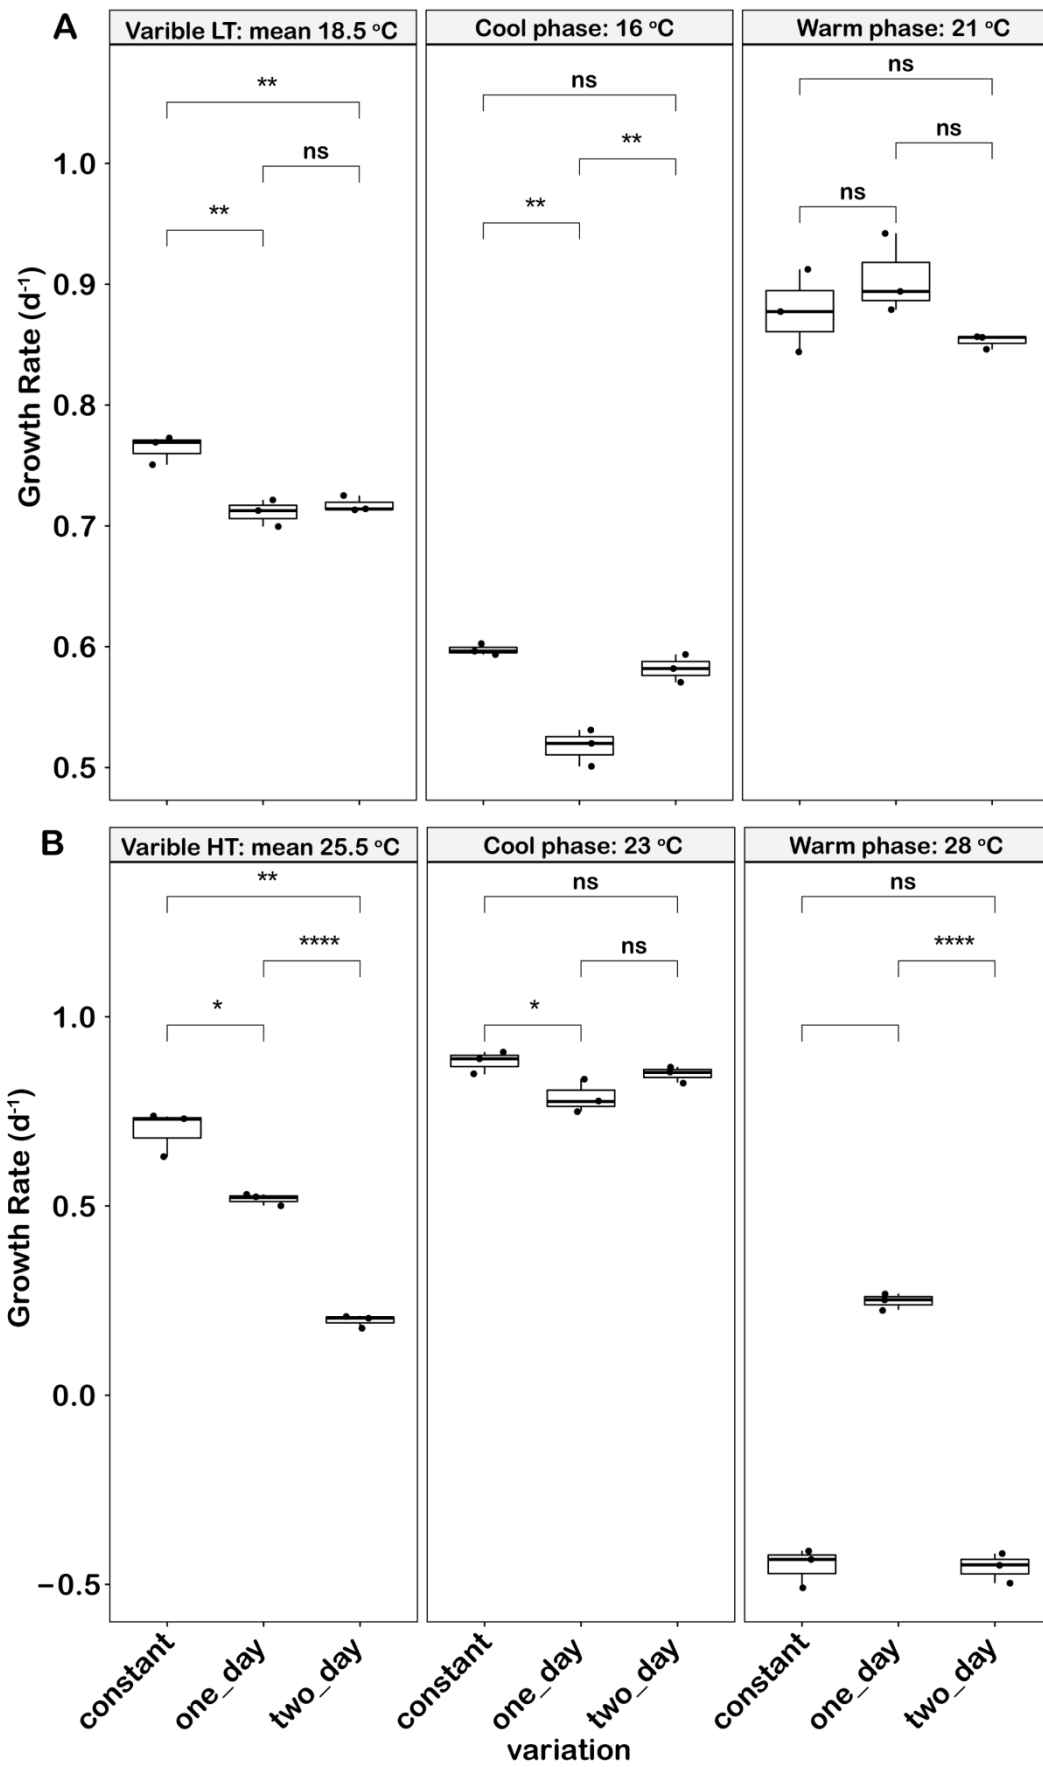 A
Varible LT: mean 18.5 °C
Cool phase: 16 °C
Warm phase: 21 °C
**
ns
**
ns
**
**
ns
ns
ns
Growth Rate (d⁻¹)
1.0
0.9
0.8
0.7
0.6
0.5
B
Varible HT: mean 25.5 °C
Cool phase: 23 °C
Warm phase: 28 °C
**
****
*
ns
ns
*
ns
****
Growth Rate (d⁻¹)
1.0
0.5
0.0
−0.5
constant
one_day
two_day
constant
one_day
two_day
constant
one_day
two_day
variation